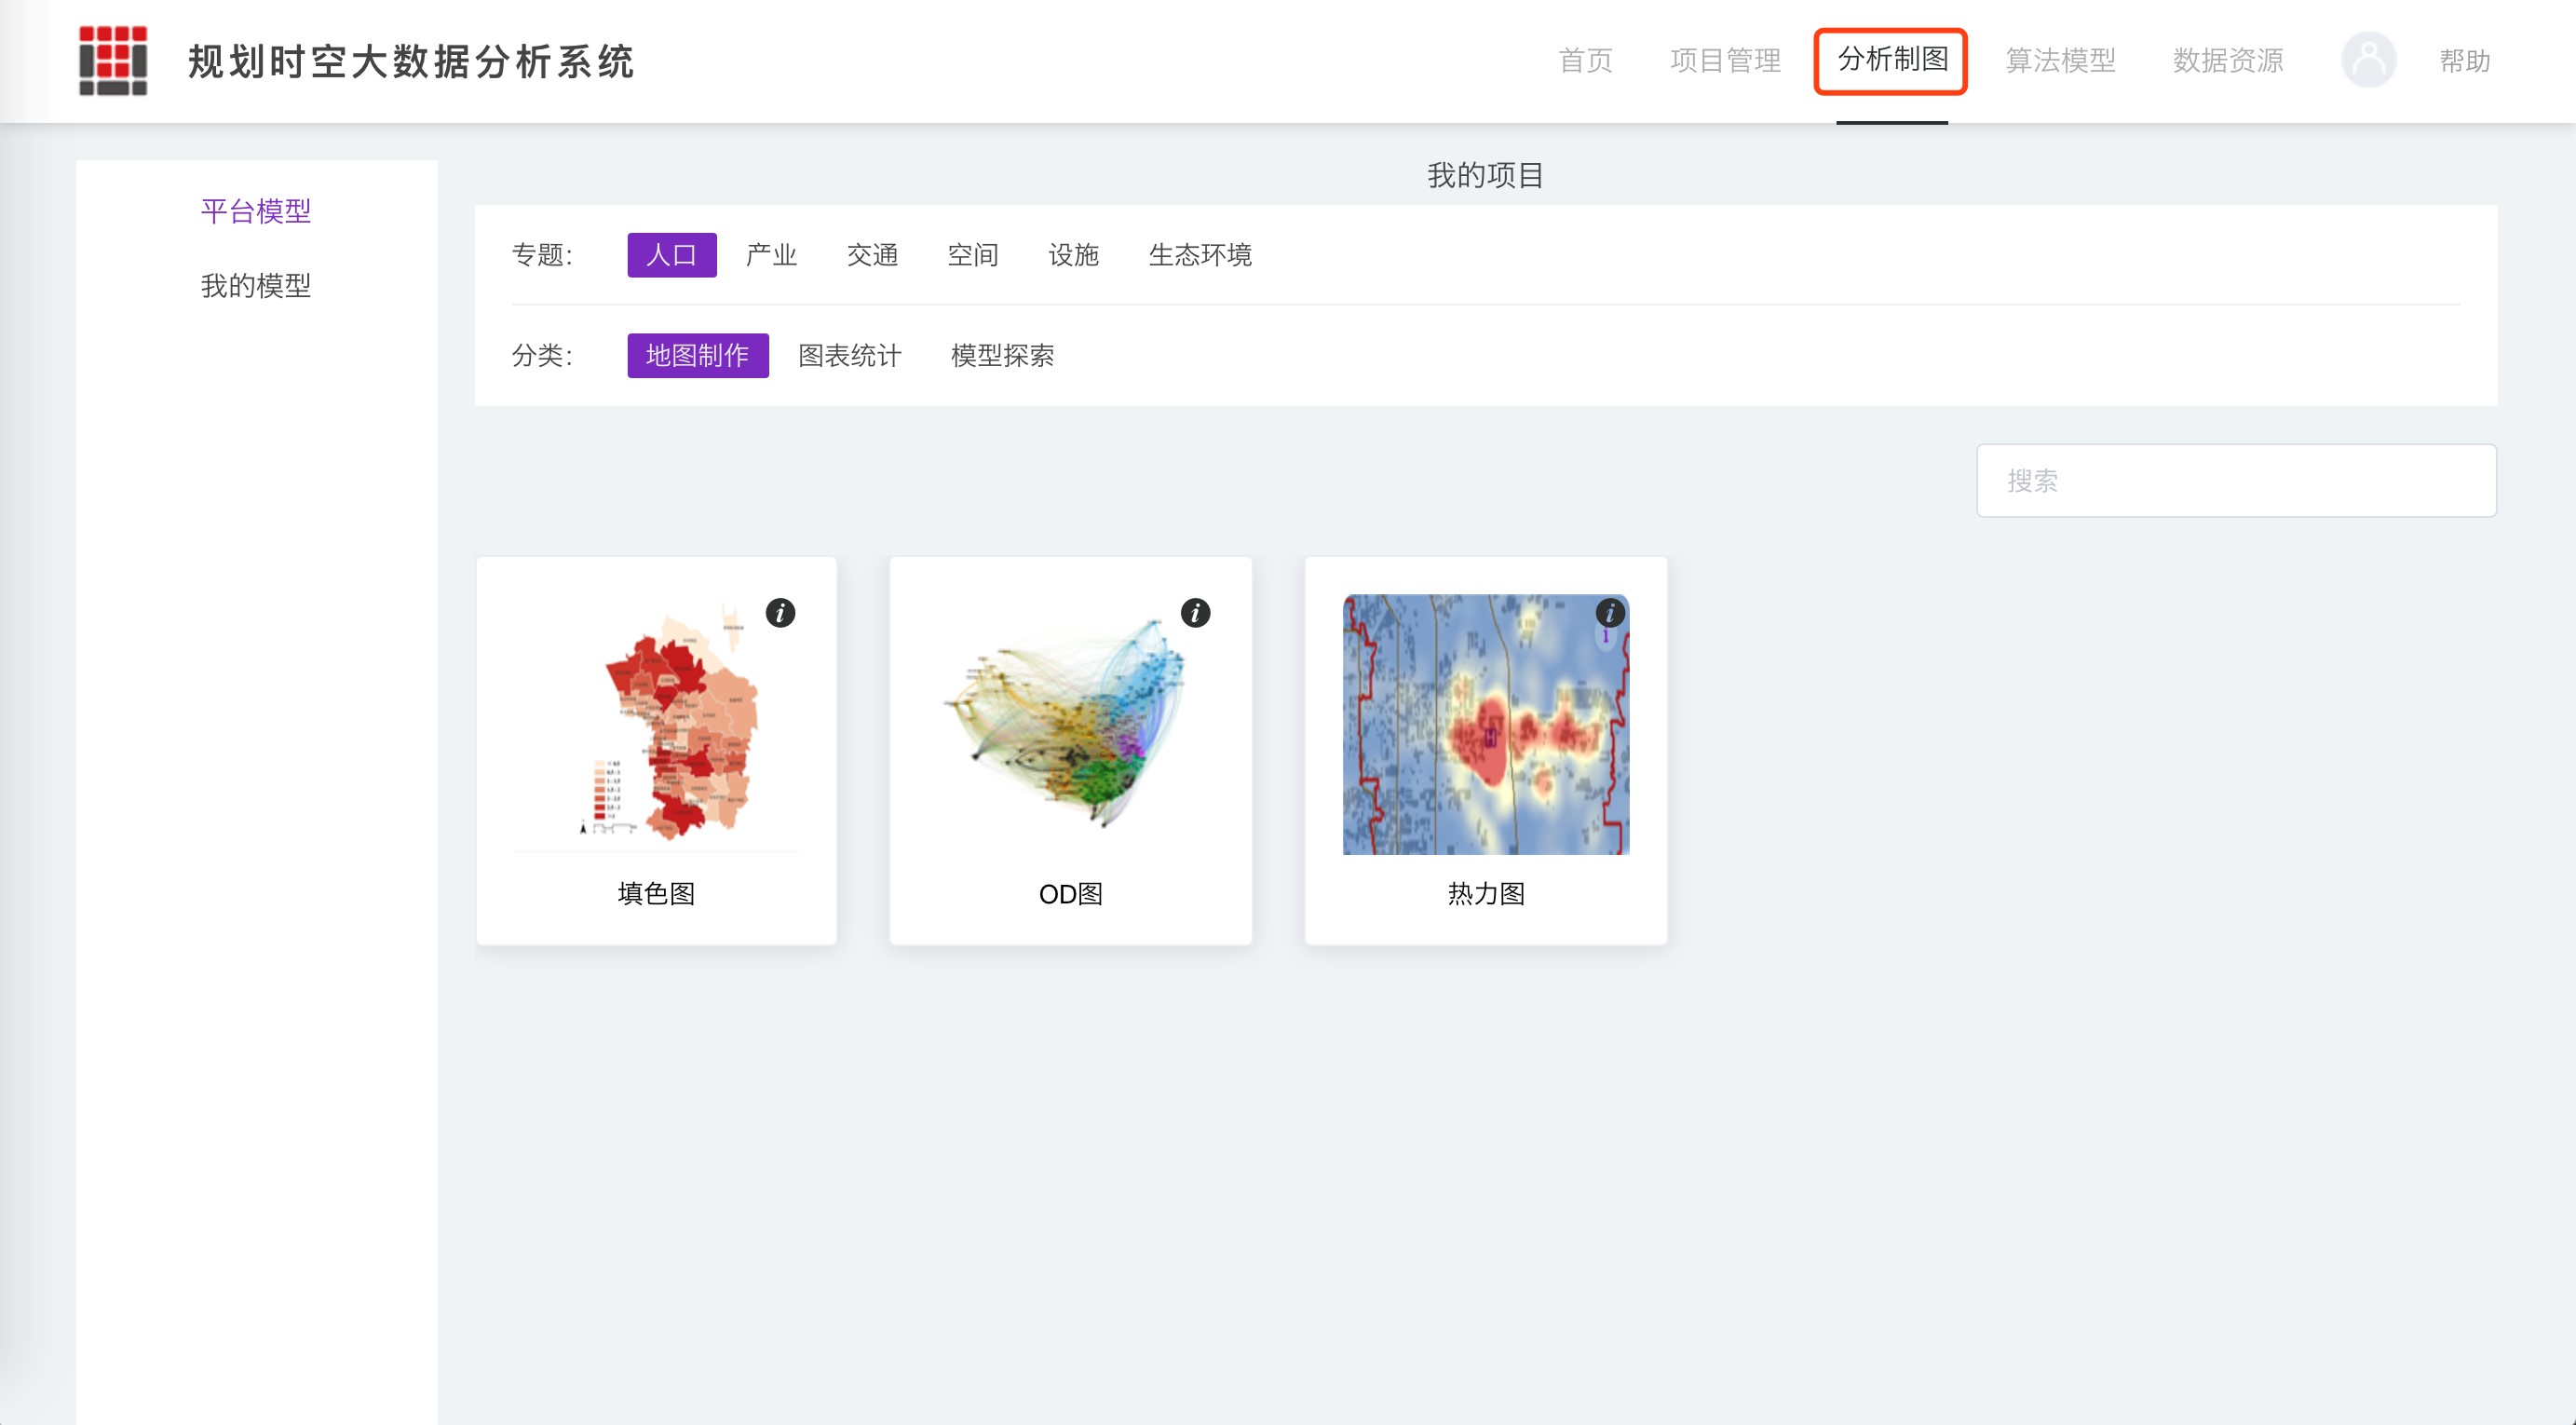 规划时空大数据分析系统
首页 项目管理 分析制图 算法模型 数据资源 帮助
平台模型
我的模型
我的项目
专题： 人口 产业 交通 空间 设施 生态环境
分类： 地图制作 图表统计 模型探索
搜索
填色图
OD图
热力图